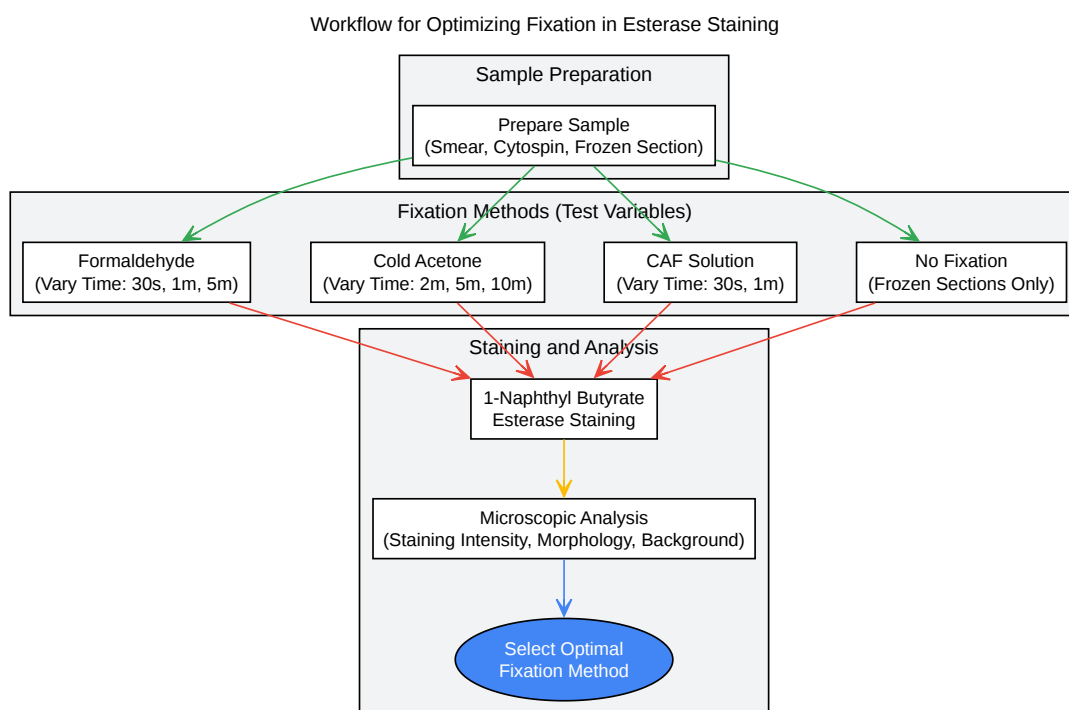 Workflow for Optimizing Fixation in Esterase Staining
Sample Preparation
Prepare Sample
(Smear, Cytospin, Frozen Section)
Fixation Methods (Test Variables)
Formaldehyde
(Vary Time: 30s, 1m, 5m)
Cold Acetone
(Vary Time: 2m, 5m, 10m)
CAF Solution
(Vary Time: 30s, 1m)
No Fixation
(Frozen Sections Only)
Staining and Analysis
1-Naphthyl Butyrate
Esterase Staining
Microscopic Analysis
(Staining Intensity, Morphology, Background)
Select Optimal
Fixation Method